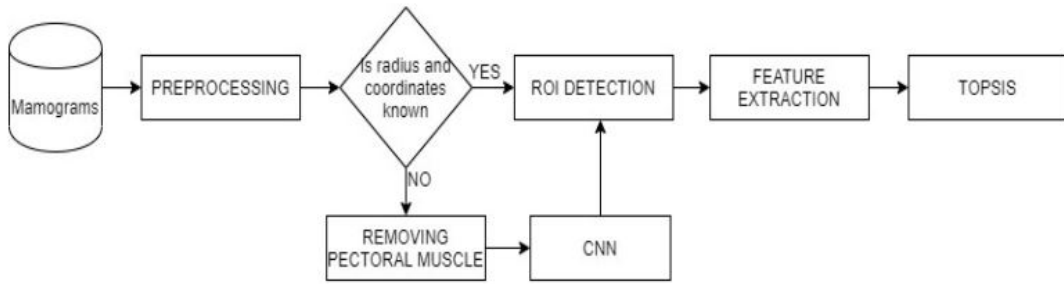 Mamograms
PREPROCESSING
Is radius and
coordinates
known
YES
ROI DETECTION
FEATURE
EXTRACTION
TOPSIS
NO
REMOVING
PECTORAL MUSCLE
CNN